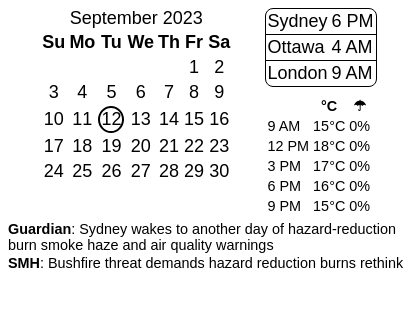 September 2023
Su Mo Tu We Th Fr Sa
1 2
3 4 5 6 7 8 9
10 11 12 13 14 15 16
17 18 19 20 21 22 23
24 25 26 27 28 29 30
Sydney 6 PM
Ottawa 4 AM
London 9 AM
°C ☂
9 AM 15°C 0%
12 PM 18°C 0%
3 PM 17°C 0%
6 PM 16°C 0%
9 PM 15°C 0%
Guardian: Sydney wakes to another day of hazard-reduction
burn smoke haze and air quality warnings
SMH: Bushfire threat demands hazard reduction burns rethink